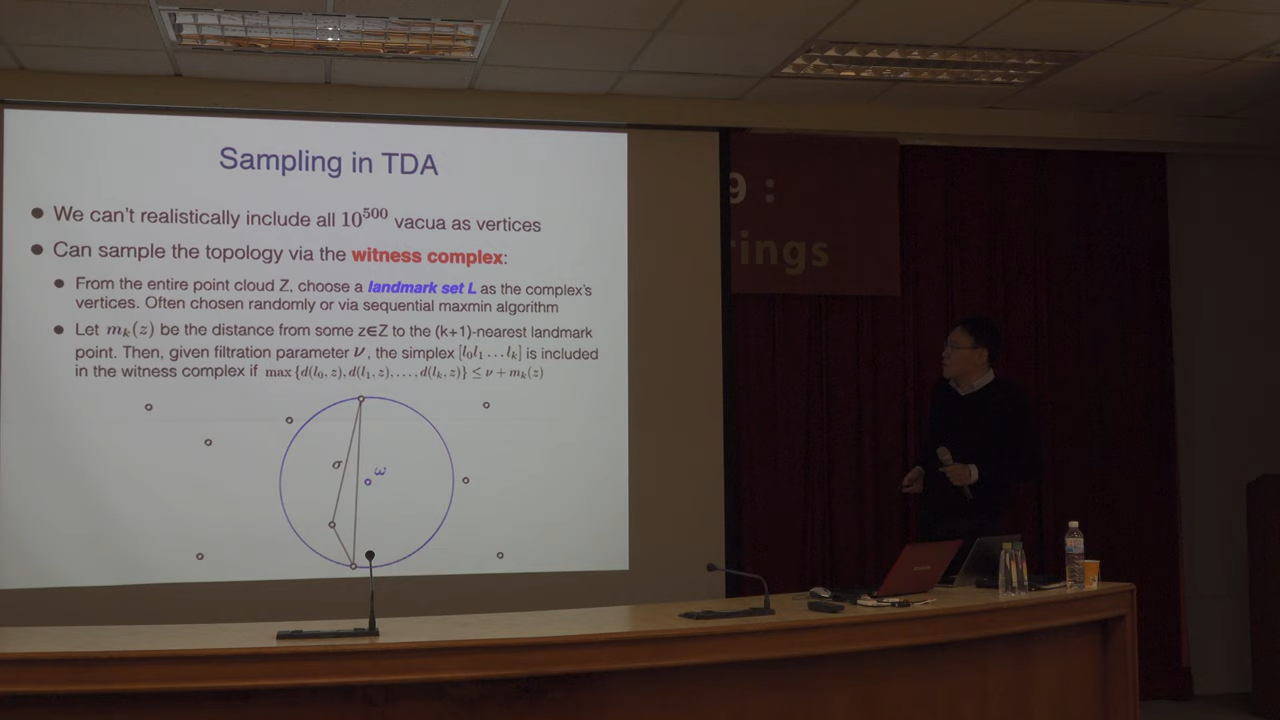 Sampling in TDA
• We can't realistically include all 10^500 vacua as vertices
• Can sample the topology via the witness complex:
• From the entire point cloud Z, choose a landmark set L as the complex's
vertices. Often chosen randomly or via sequential maxmin algorithm
• Let m_k(z) be the distance from some z∈Z to the (k+1)-nearest landmark
point. Then, given filtration parameter ν, the simplex [l_0l_1 ... l_k] is included
in the witness complex if max {d(l_0, z), d(l_1, z), ..., d(l_k, z)} ≤ ν + m_k(z)
σ
ω
9 :
rings